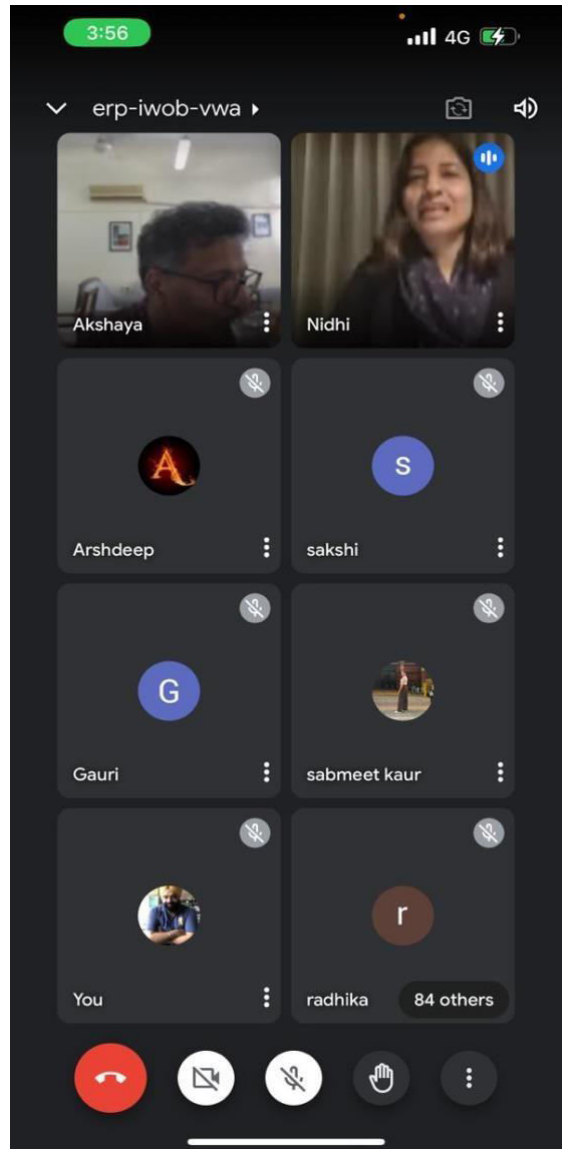 3:56 4G
erp-iwob-vwa
Akshaya Nidhi
A S
Arshdeep sakshi
G
Gauri sabmeet kaur
r
You radhika 84 others